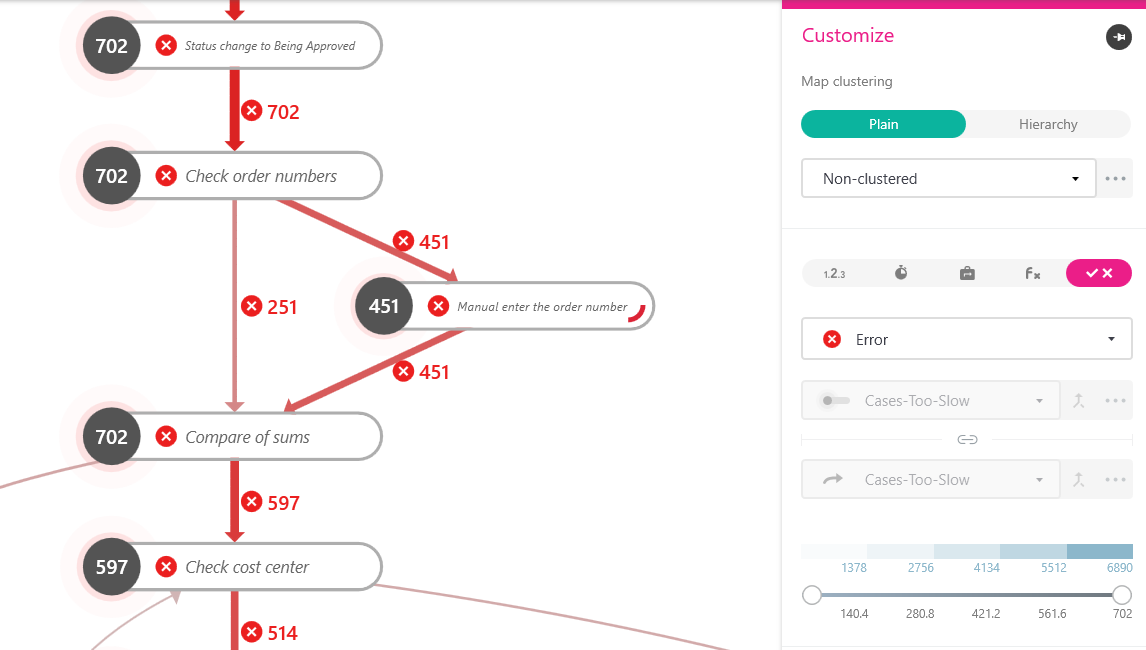 702
Status change to Being Approved
702
702
Check order numbers
451
251
451
Manual enter the order number
451
702
Compare of sums
597
597
Check cost center
514
Customize
Map clustering
Plain
Hierarchy
Non-clustered
1.2.3
Fx
Error
Cases-Too-Slow
Cases-Too-Slow
1378 2756 4134 5512 6890
140.4 280.8 421.2 561.6 702